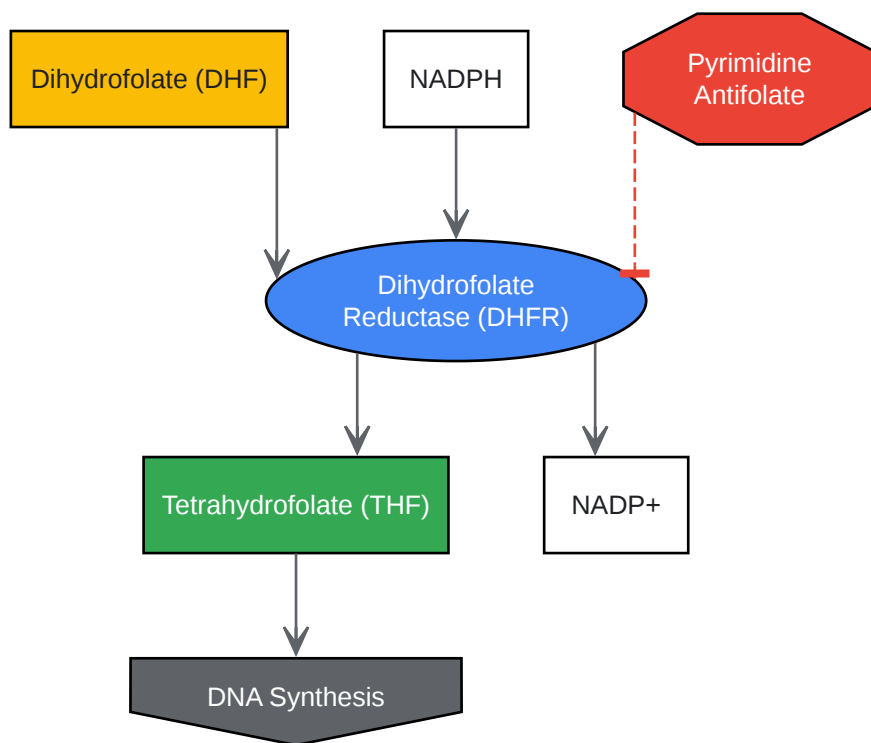 Dihydrofolate (DHF)
NADPH
Pyrimidine
Antifolate
Dihydrofolate
Reductase (DHFR)
Tetrahydrofolate (THF)
NADP+
DNA Synthesis